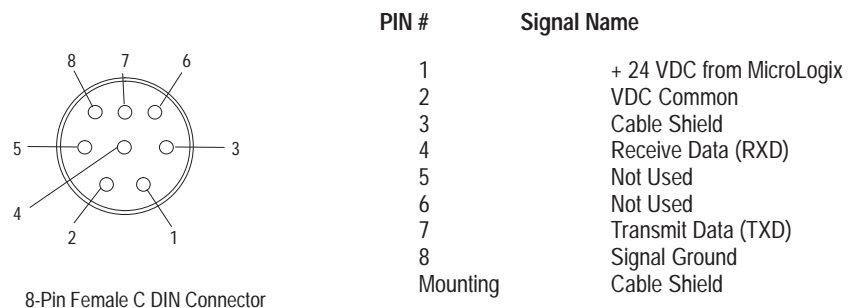 PIN # Signal Name
8 7 6
5 3
4
2 1
8-Pin Female C DIN Connector
1 + 24 VDC from MicroLogix
2 VDC Common
3 Cable Shield
4 Receive Data (RXD)
5 Not Used
6 Not Used
7 Transmit Data (TXD)
8 Signal Ground
Mounting Cable Shield